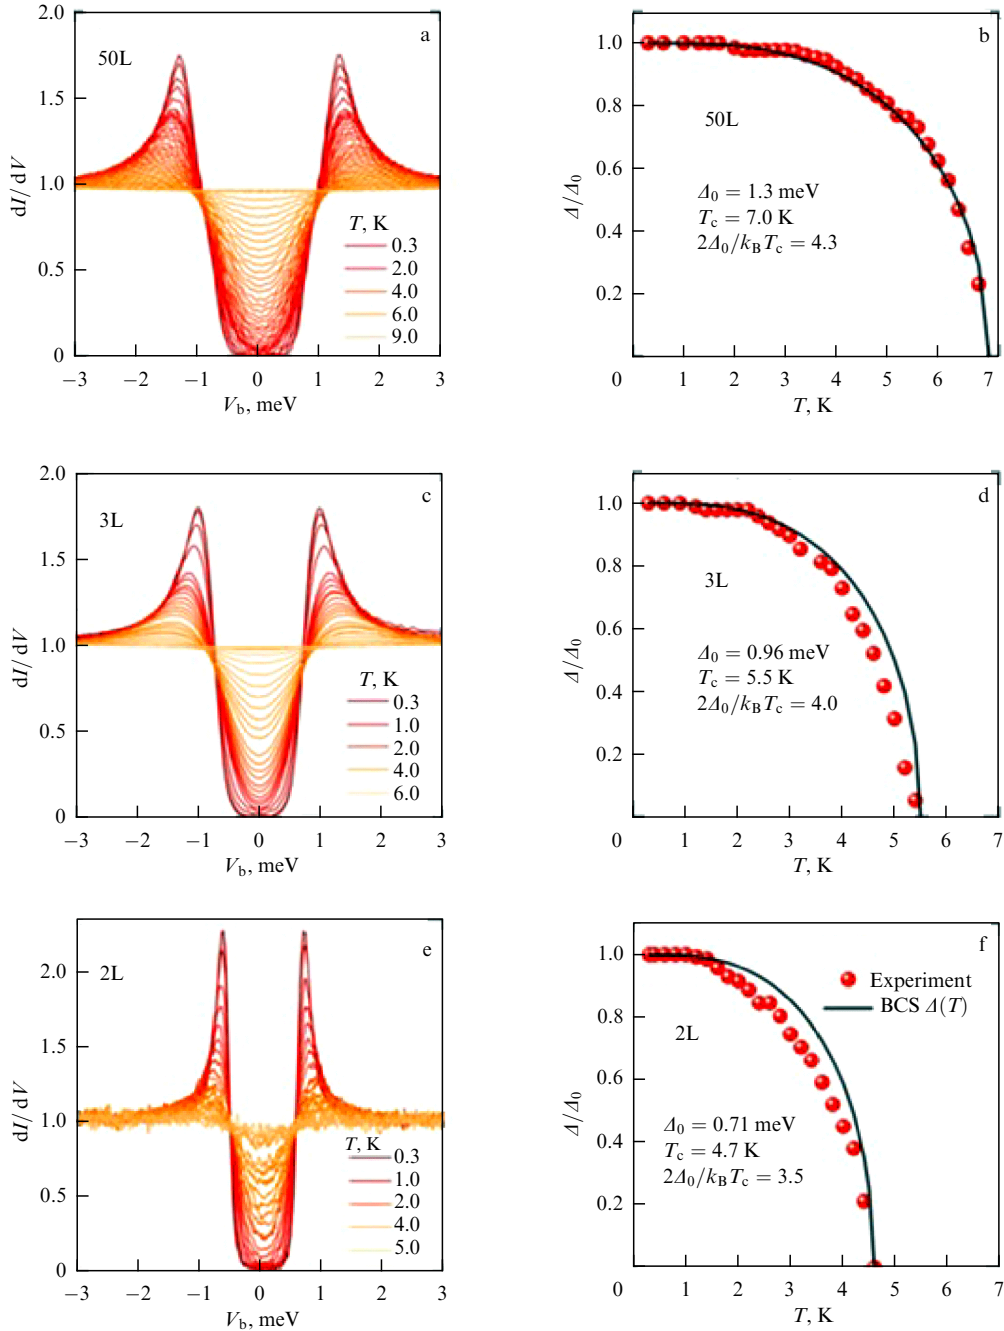 a
50L
2.0
1.5
1.0
0.5
0
dI/dV
T, K
0.3
2.0
4.0
6.0
9.0
−3 −2 −1 0 1 2 3
V_b, meV
b
50L
1.0
0.8
0.6
0.4
0.2
Δ/Δ_0
Δ_0 = 1.3 meV
T_c = 7.0 K
2Δ_0/k_BT_c = 4.3
0 1 2 3 4 5 6 7
T, K
c
3L
2.0
1.5
1.0
0.5
0
dI/dV
T, K
0.3
1.0
2.0
4.0
6.0
−3 −2 −1 0 1 2 3
V_b, meV
d
3L
1.0
0.8
0.6
0.4
0.2
Δ/Δ_0
Δ_0 = 0.96 meV
T_c = 5.5 K
2Δ_0/k_BT_c = 4.0
0 1 2 3 4 5 6 7
T, K
e
2L
2.0
1.5
1.0
0.5
0
dI/dV
T, K
0.3
1.0
2.0
4.0
5.0
−3 −2 −1 0 1 2 3
V_b, meV
f
Experiment
BCS Δ(T)
2L
1.0
0.8
0.6
0.4
0.2
Δ/Δ_0
Δ_0 = 0.71 meV
T_c = 4.7 K
2Δ_0/k_BT_c = 3.5
0 1 2 3 4 5 6 7
T, K